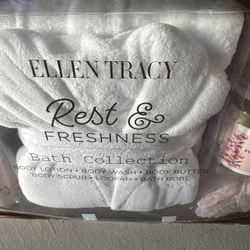 ELLEN TRACY
Rest &
FRESHNESS
Bath Collection
BODY LOTION • BODY WASH • BODY BUTTER
BODY SCRUB • LOOFAH • BATH ROBE